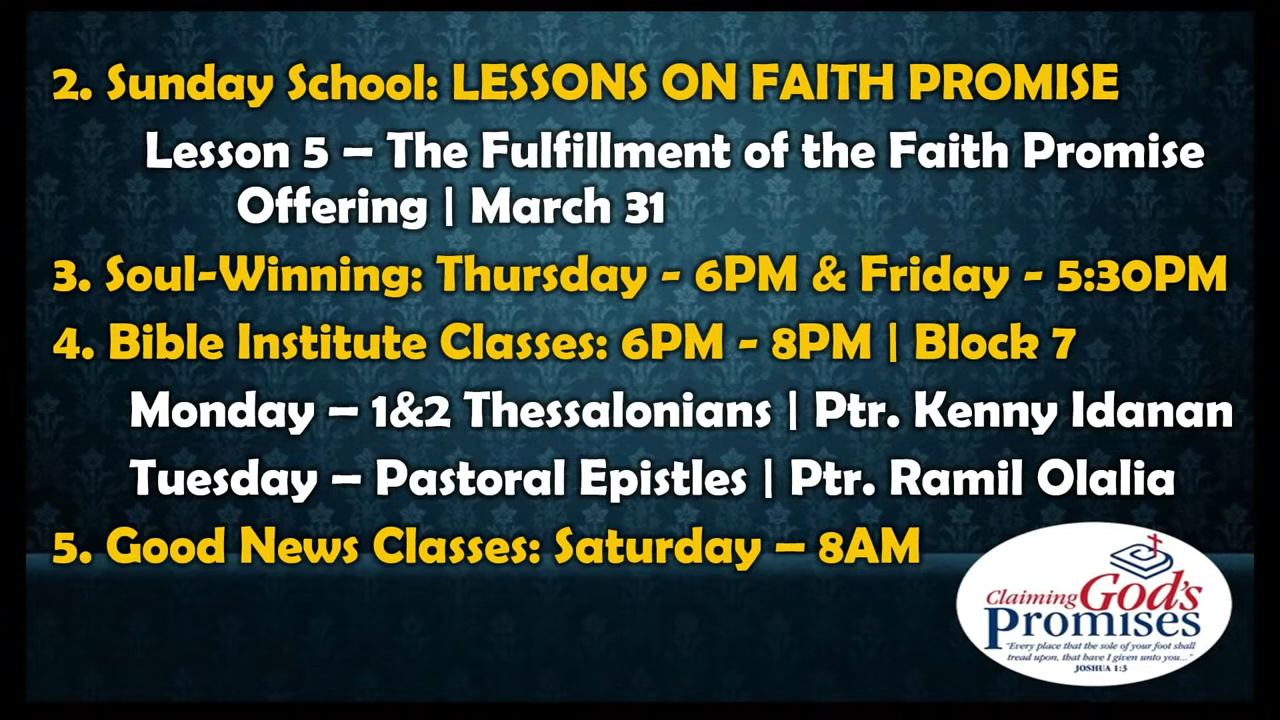 2. Sunday School: LESSONS ON FAITH PROMISE
Lesson 5 – The Fulfillment of the Faith Promise
Offering | March 31
3. Soul-Winning: Thursday - 6PM & Friday - 5:30PM
4. Bible Institute Classes: 6PM - 8PM | Block 7
Monday – 1&2 Thessalonians | Ptr. Kenny Idanan
Tuesday – Pastoral Epistles | Ptr. Ramil Olalia
5. Good News Classes: Saturday – 8AM
Claiming God's
Promises
"Every place that the sole of your foot shall
tread upon, that have I given unto you..."
JOSHUA 1:3